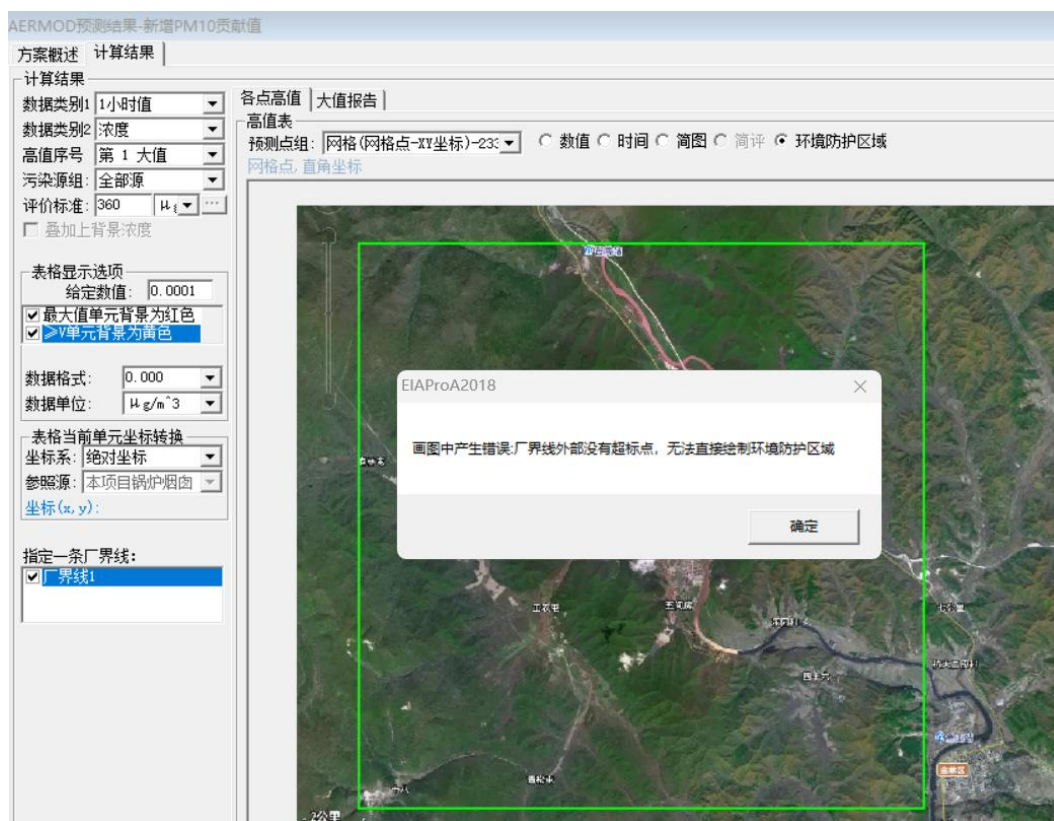 AERMOD预测结果-新增PM10贡献值
方案概述 计算结果
计算结果
数据类别1 1小时值
数据类别2 浓度
高值序号 第 1 大值
污染源组: 全部源
评价标准: 360
叠加上背景浓度
表格显示选项
给定数值: 0.0001
最大值单元背景为红色
≥V单元背景为黄色
数据格式: 0.000
数据单位: μg/m^3
表格当前单元坐标转换
坐标系: 绝对坐标
参照源: 本项目锅炉烟囱
坐标(x,y):
指定一条厂界线:
厂界线1
各点高值 大值报告
高值表
预测点组: 网格(网格点-XY坐标)-233 数值 时间 简图 简评 环境防护区域
网格点,直角坐标
EIAProA2018
画图中产生错误:厂界线外部没有超标点，无法直接绘制环境防护区域
确定
五间房
2公里